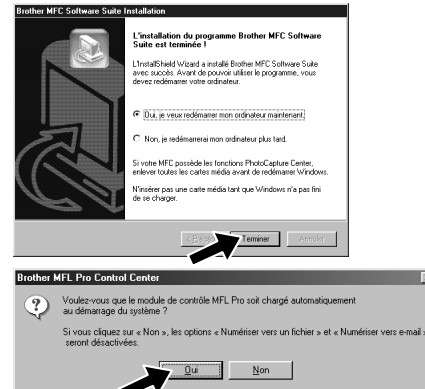 Brother MFC Software Suite Installation
L'installation du programme Brother MFC Software
Suite est terminée !
L'InstallShield Wizard a installé Brother MFC Software Suite
avec succès. Avant de pouvoir utiliser le programme, vous
devez redémarrer votre ordinateur.
Oui, je veux redémarrer mon ordinateur maintenant.
Non, je redémarrerai mon ordinateur plus tard.
Si votre MFC possède les fonctions PhotoCapture Center,
enlever toutes les cartes média avant de redémarrer Windows.
N'insérer pas une carte média tant que Windows n'a pas fini
de se charger.
Terminer Annuler
Brother MFL Pro Control Center
Voulez-vous que le module de contrôle MFL Pro soit chargé automatiquement
au démarrage du système ?
Si vous cliquez sur « Non », les options « Numériser vers un fichier » et « Numériser vers e-mail »
seront désactivées.
Oui Non